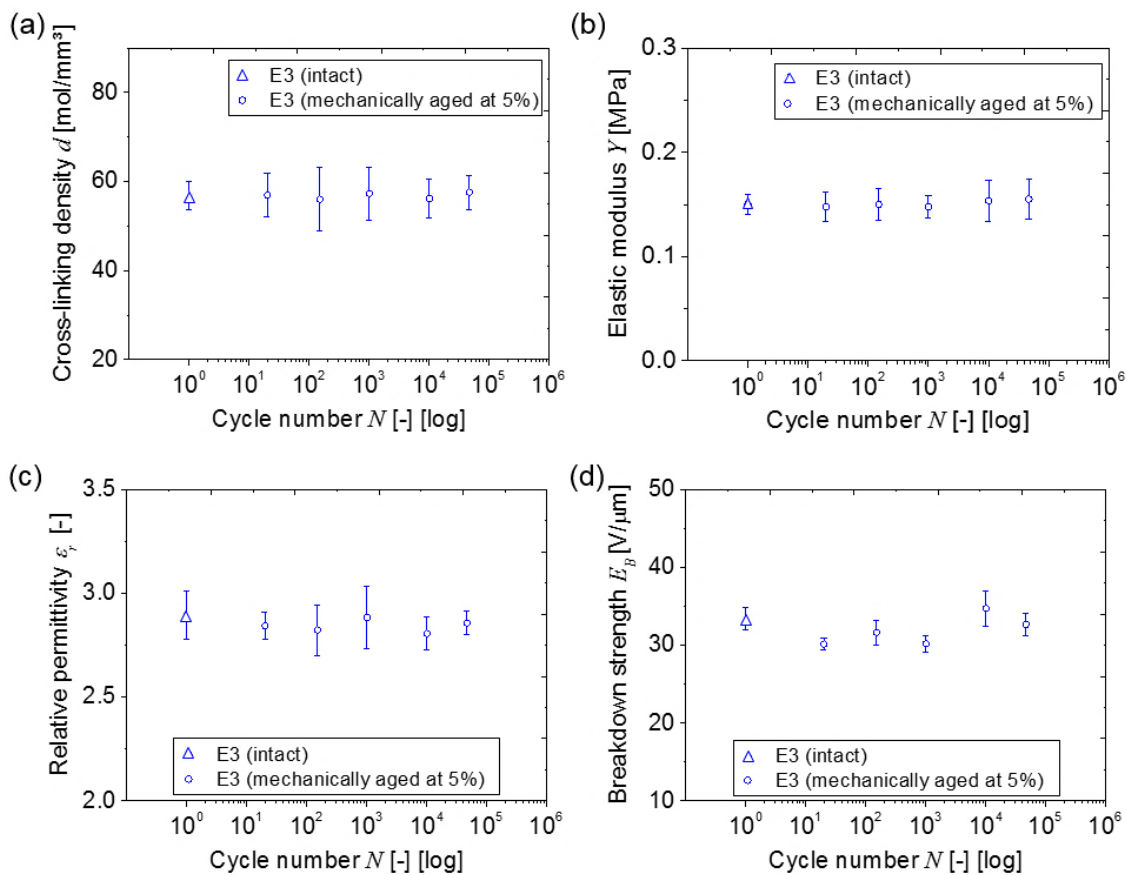 (a)
Cross-linking density d [mol/mm³]
80
60
40
20
E3 (intact)
E3 (mechanically aged at 5%)
10⁰ 10¹ 10² 10³ 10⁴ 10⁵ 10⁶
Cycle number N [-] [log]
(b)
Elastic modulus Y [MPa]
0.3
0.2
0.1
0.0
E3 (intact)
E3 (mechanically aged at 5%)
10⁰ 10¹ 10² 10³ 10⁴ 10⁵ 10⁶
Cycle number N [-] [log]
(c)
Relative permittivity εᵣ [-]
3.5
3.0
2.5
2.0
E3 (intact)
E3 (mechanically aged at 5%)
10⁰ 10¹ 10² 10³ 10⁴ 10⁵ 10⁶
Cycle number N [-] [log]
(d)
Breakdown strength E_B [V/μm]
50
40
30
20
10
E3 (intact)
E3 (mechanically aged at 5%)
10⁰ 10¹ 10² 10³ 10⁴ 10⁵ 10⁶
Cycle number N [-] [log]